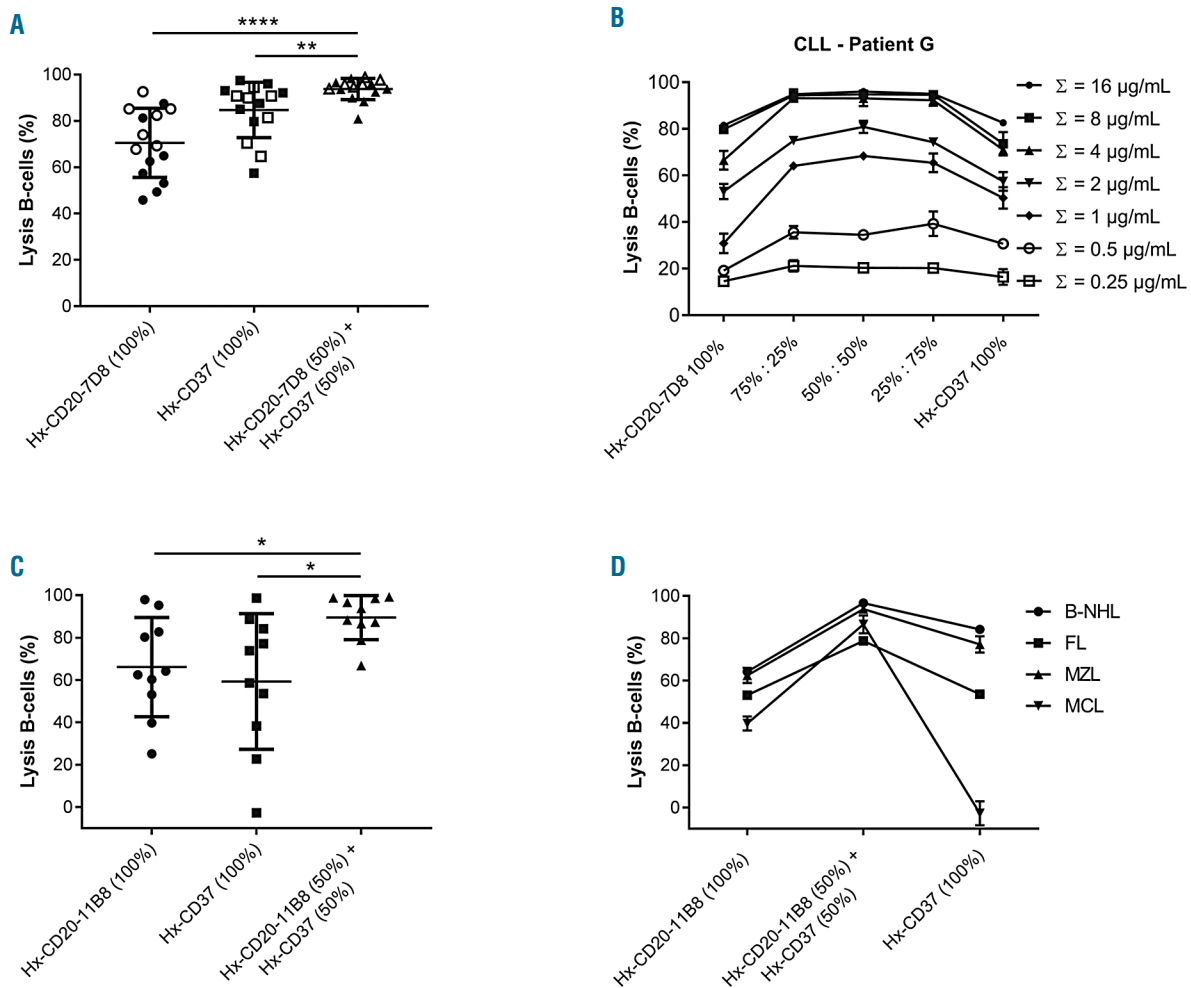 A
****
**
Lysis B-cells (%)
100
80
60
40
20
0
Hx-CD20-7D8 (100%)
Hx-CD37 (100%)
Hx-CD20-7D8 (50%) +
Hx-CD37 (50%)
B
CLL - Patient G
Lysis B-cells (%)
100
80
60
40
20
0
Hx-CD20-7D8 100%
75% : 25%
50% : 50%
25% : 75%
Hx-CD37 100%
Σ = 16 µg/mL
Σ = 8 µg/mL
Σ = 4 µg/mL
Σ = 2 µg/mL
Σ = 1 µg/mL
Σ = 0.5 µg/mL
Σ = 0.25 µg/mL
C
*
*
Lysis B-cells (%)
100
80
60
40
20
0
Hx-CD20-11B8 (100%)
Hx-CD37 (100%)
Hx-CD20-11B8 (50%) +
Hx-CD37 (50%)
D
Lysis B-cells (%)
100
80
60
40
20
0
Hx-CD20-11B8 (100%)
Hx-CD20-11B8 (50%) +
Hx-CD37 (50%)
Hx-CD37 (100%)
B-NHL
FL
MZL
MCL